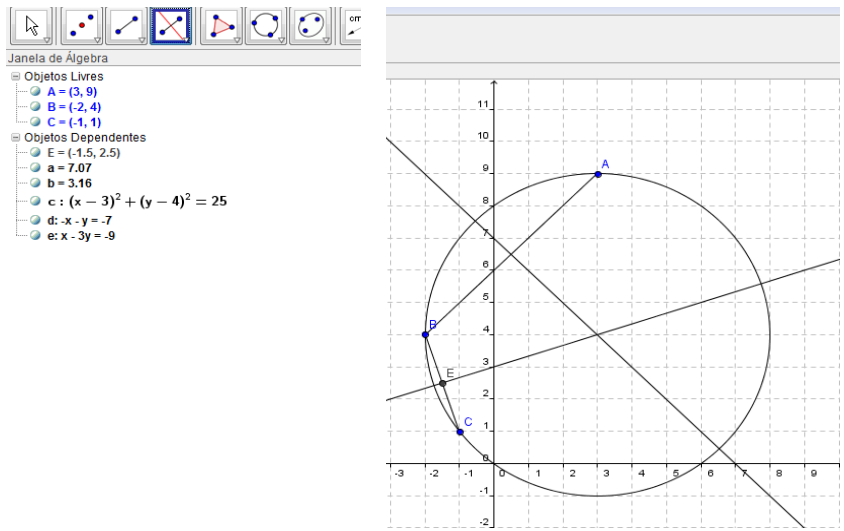 Janela de Álgebra
Objetos Livres
A = (3, 9)
B = (-2, 4)
C = (-1, 1)
Objetos Dependentes
E = (-1.5, 2.5)
a = 7.07
b = 3.16
c : (x − 3)² + (y − 4)² = 25
d: -x - y = -7
e: x - 3y = -9
11
10
A
9
8
7
6
5
B
4
3
E
2
C
1
0
-3 -2 -1 0 1 2 3 4 5 6 7 8 9
-1
-2